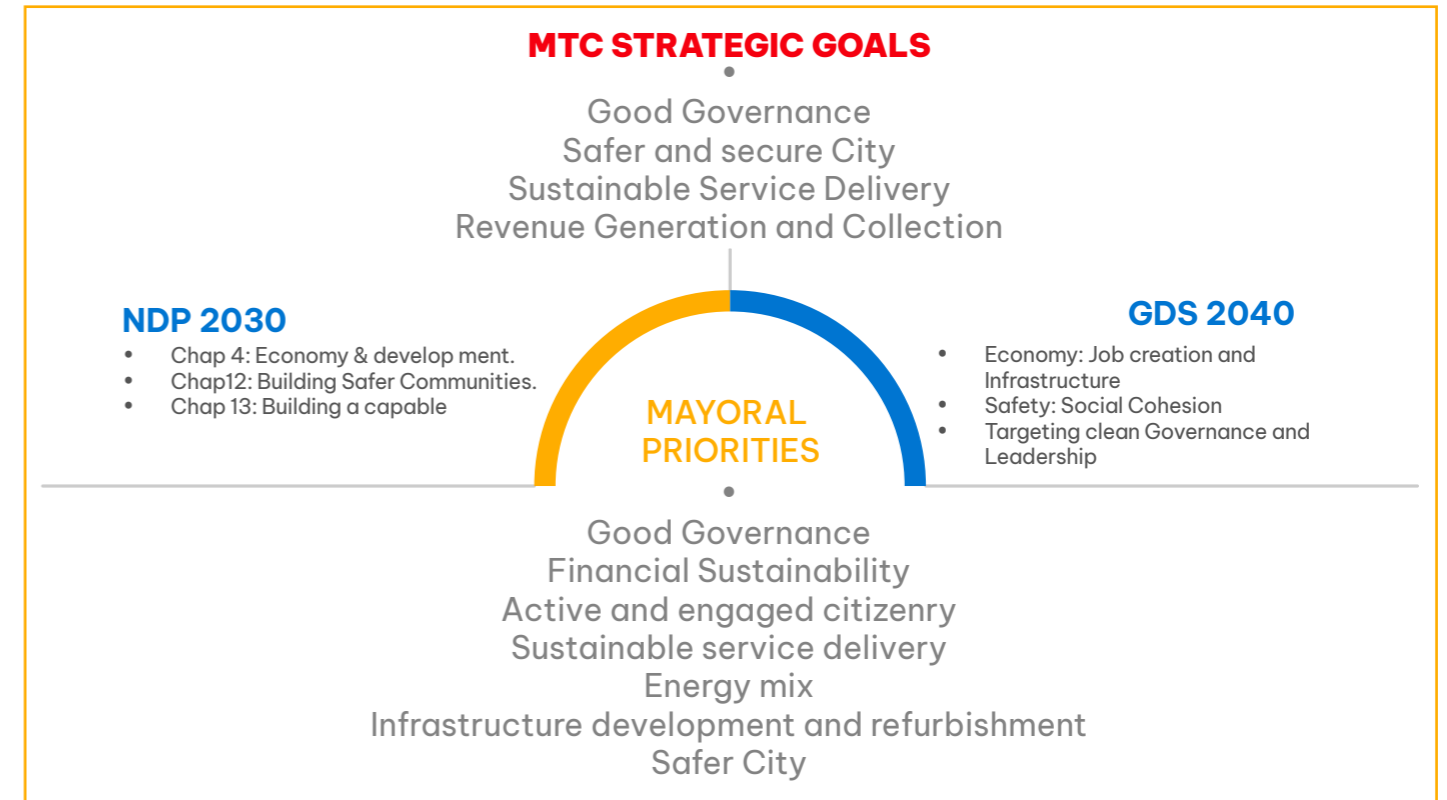 MTC STRATEGIC GOALS
•
Good Governance
Safer and secure City
Sustainable Service Delivery
Revenue Generation and Collection
NDP 2030
• Chap 4: Economy & develop ment.
• Chap12: Building Safer Communities.
• Chap 13: Building a capable
GDS 2040
• Economy: Job creation and
Infrastructure
• Safety: Social Cohesion
• Targeting clean Governance and
Leadership
MAYORAL
PRIORITIES
•
Good Governance
Financial Sustainability
Active and engaged citizenry
Sustainable service delivery
Energy mix
Infrastructure development and refurbishment
Safer City